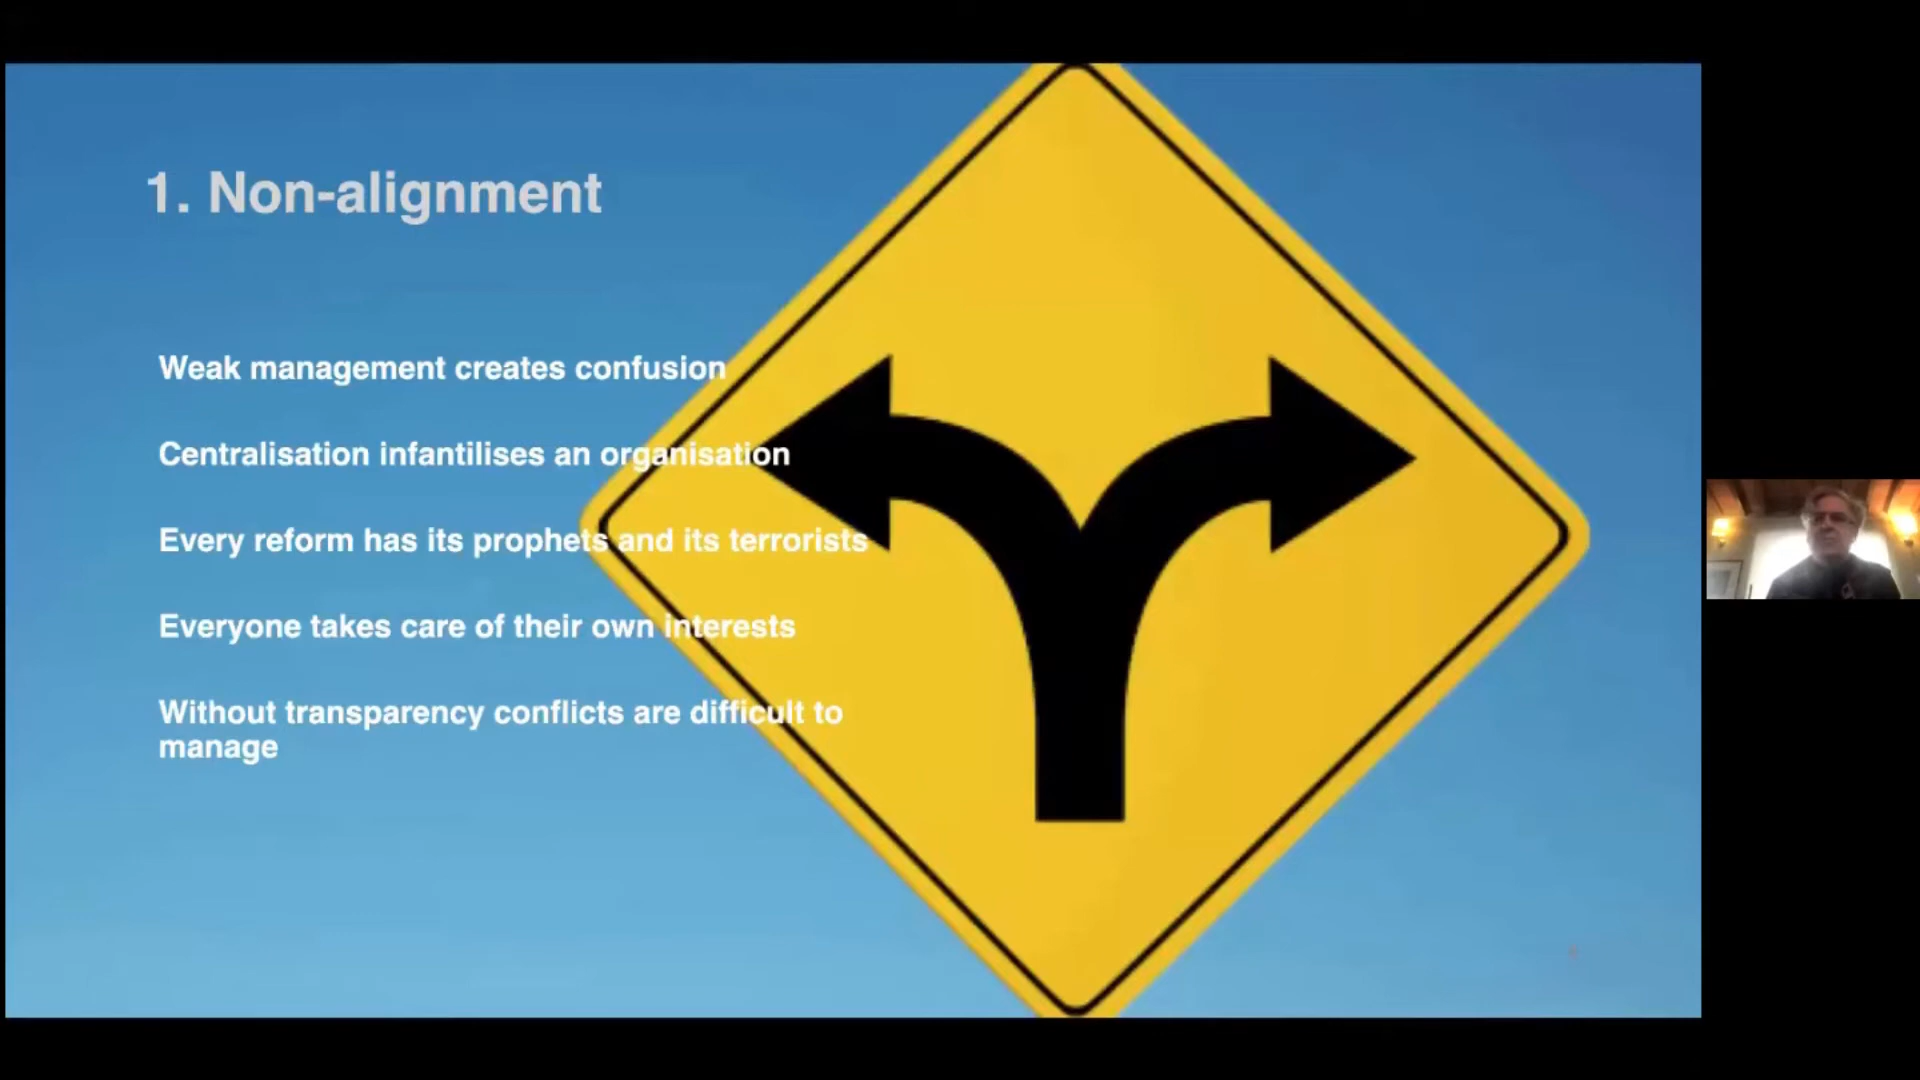 1. Non-alignment
Weak management creates confusion
Centralisation infantilises an organisation
Every reform has its prophets and its terrorists
Everyone takes care of their own interests
Without transparency conflicts are difficult to
manage